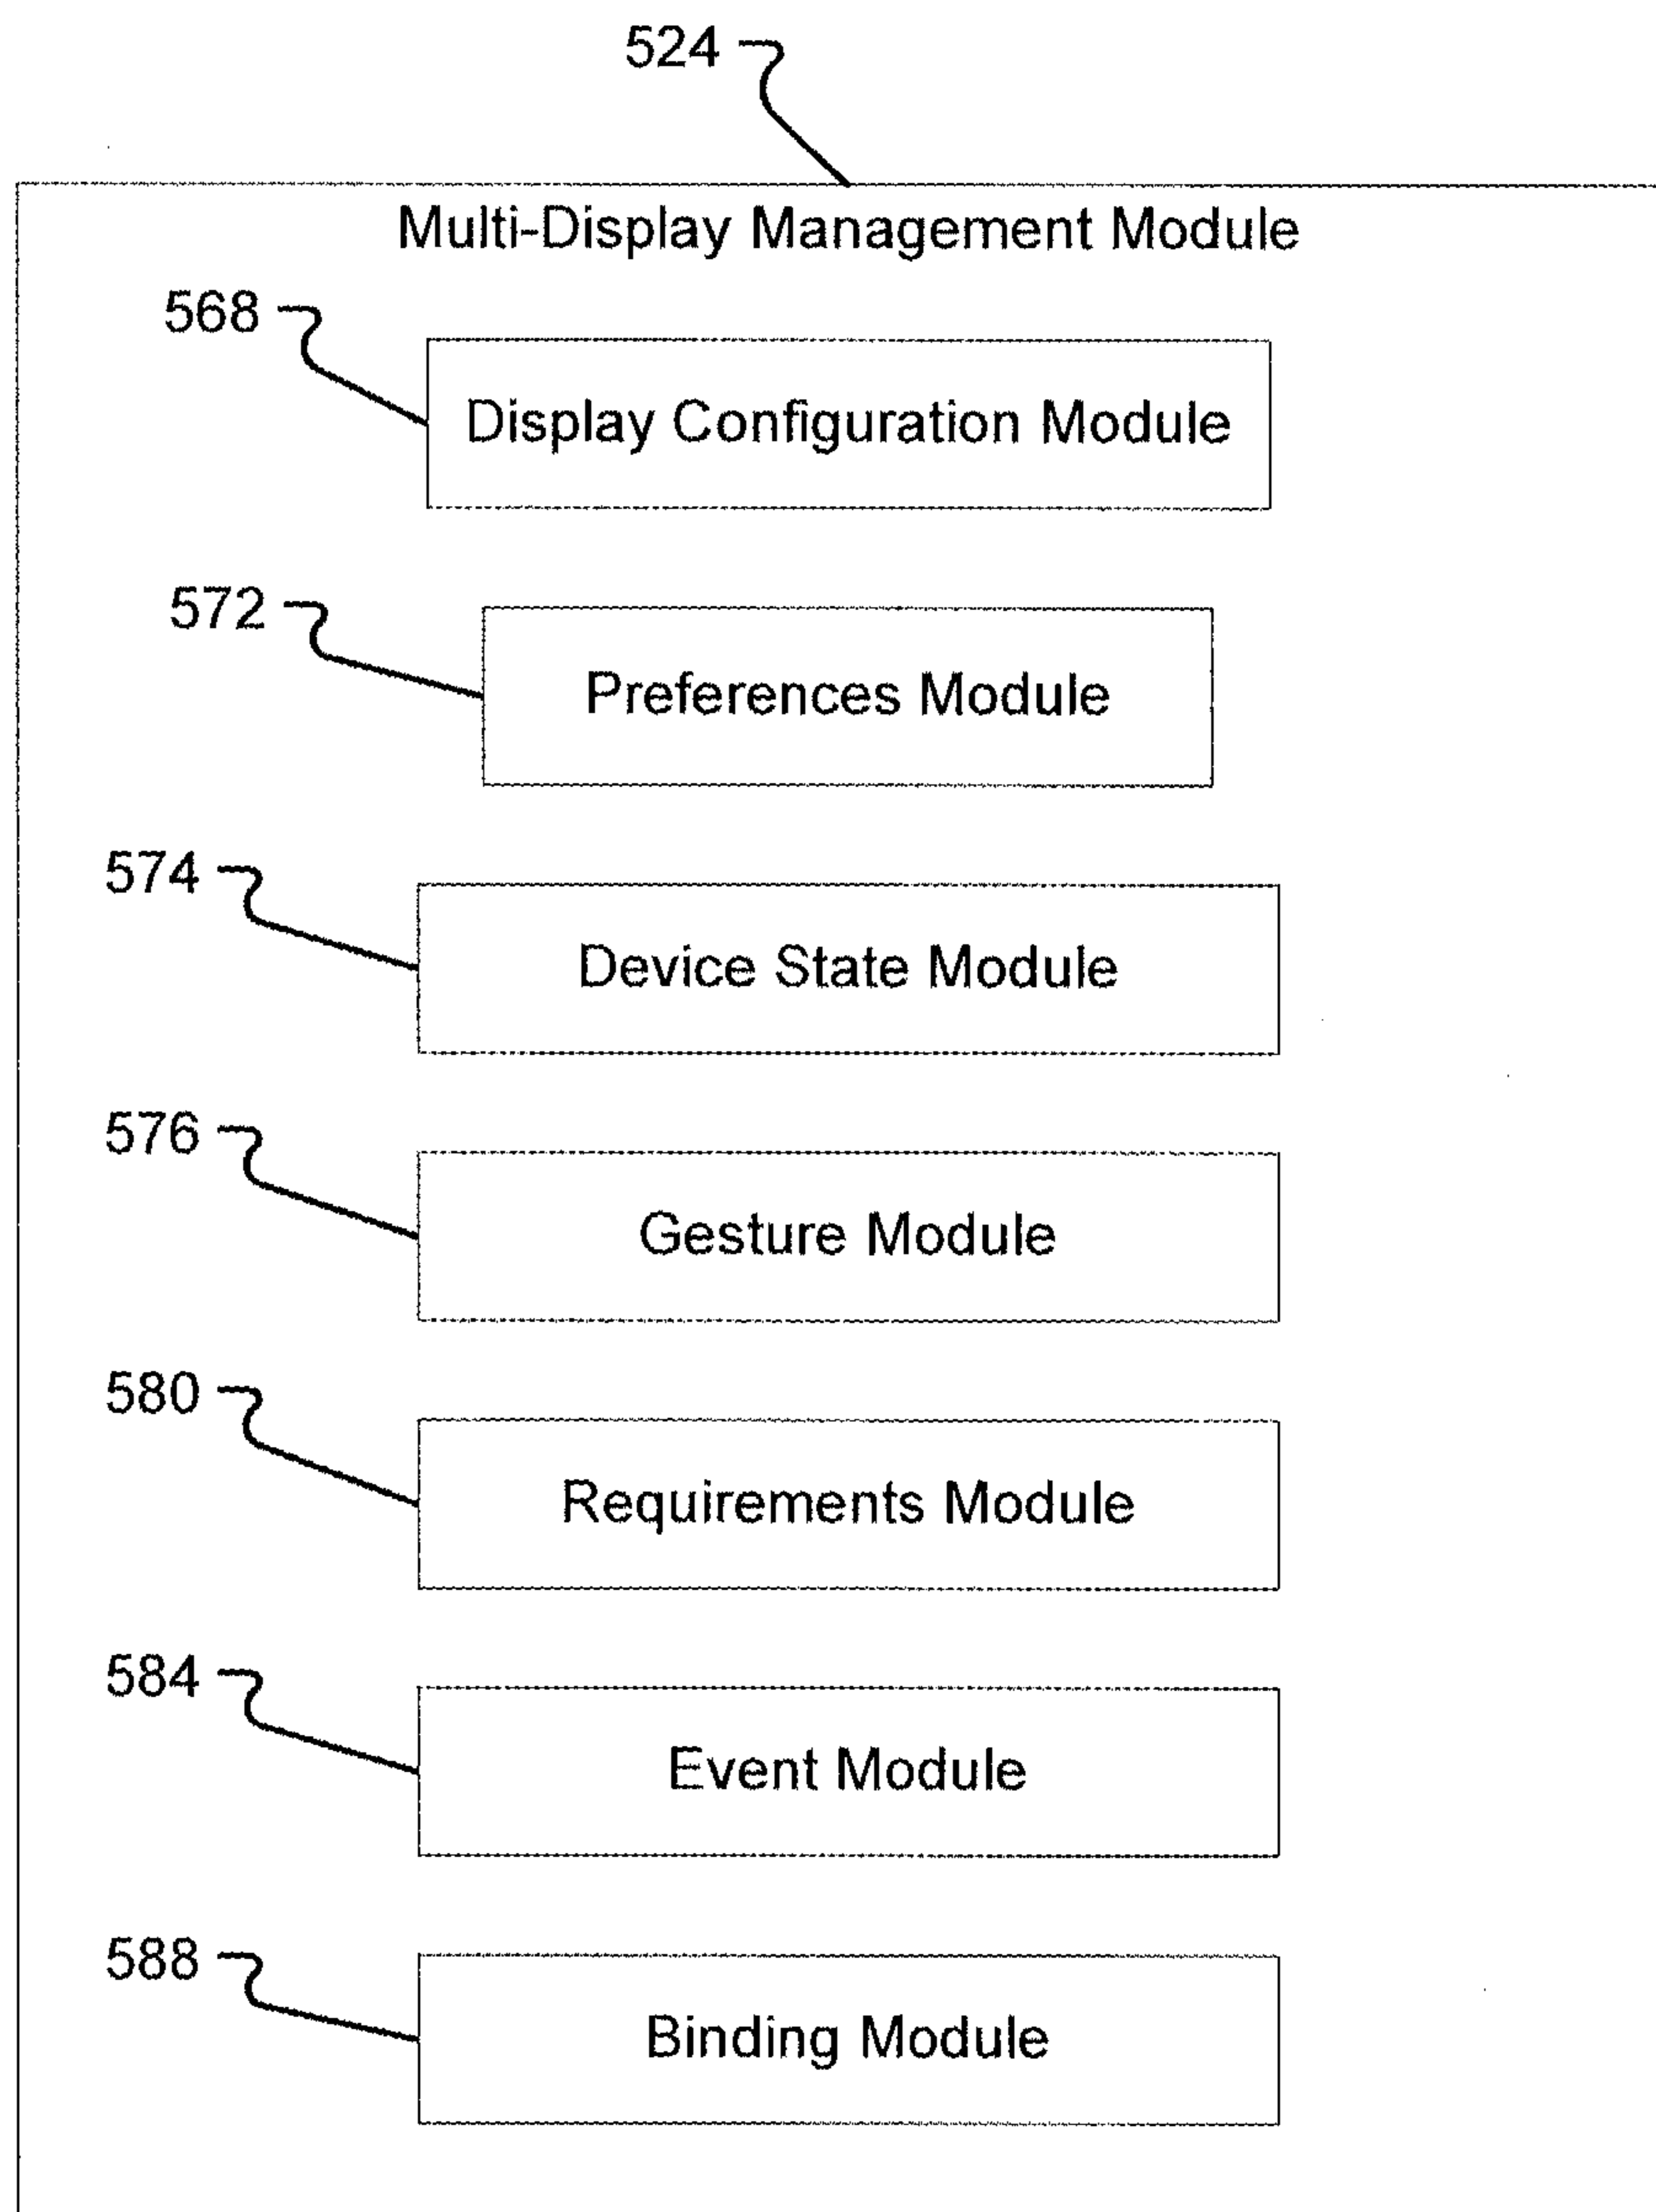 524
Multi-Display Management Module
568
Display Configuration Module
572
Preferences Module
574
Device State Module
576
Gesture Module
580
Requirements Module
584
Event Module
588
Binding Module